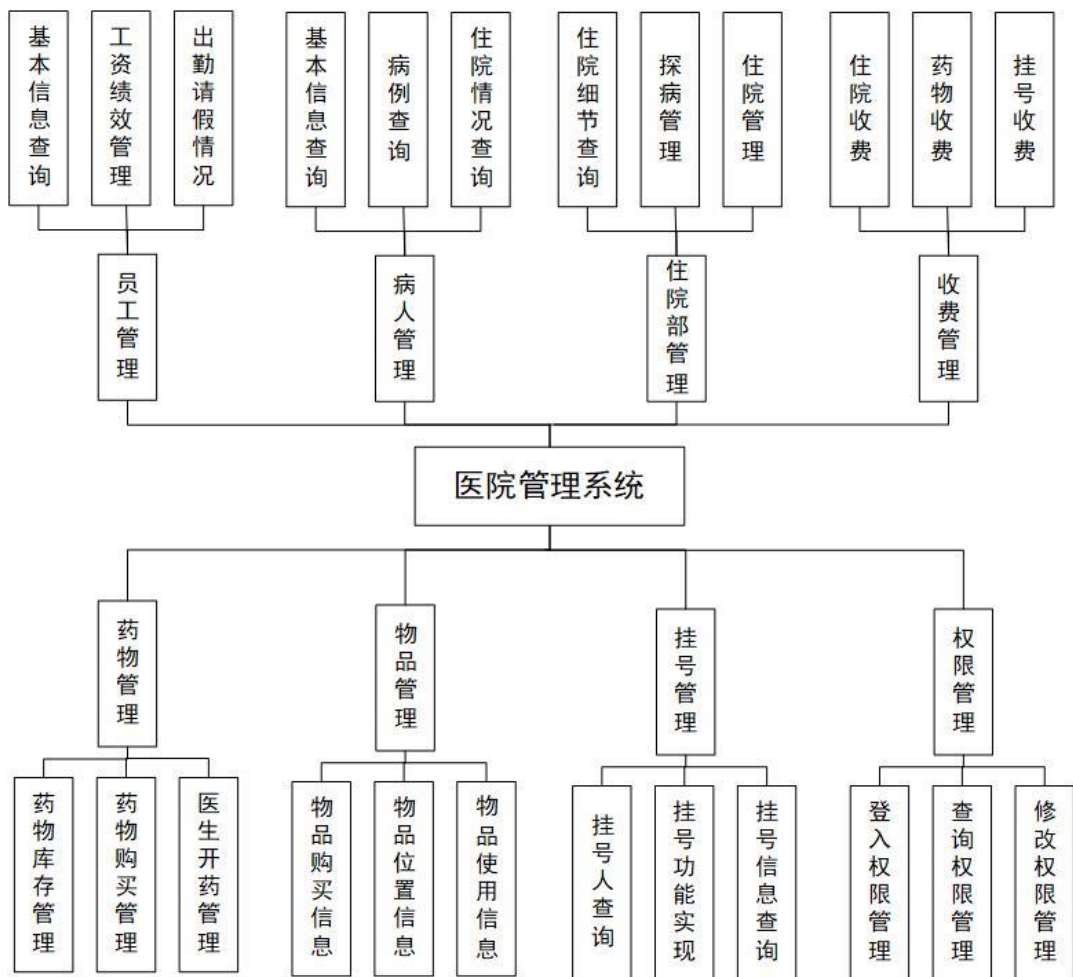 基本信息查询
工资绩效管理
出勤请假情况
基本信息查询
病例查询
住院情况查询
住院细节查询
探病管理
住院管理
住院收费
药物收费
挂号收费
员工管理
病人管理
住院部管理
收费管理
医院管理系统
药物管理
物品管理
挂号管理
权限管理
药物库存管理
药物购买管理
医生开药管理
物品购买信息
物品位置信息
物品使用信息
挂号人查询
挂号功能实现
挂号信息查询
登入权限管理
查询权限管理
修改权限管理